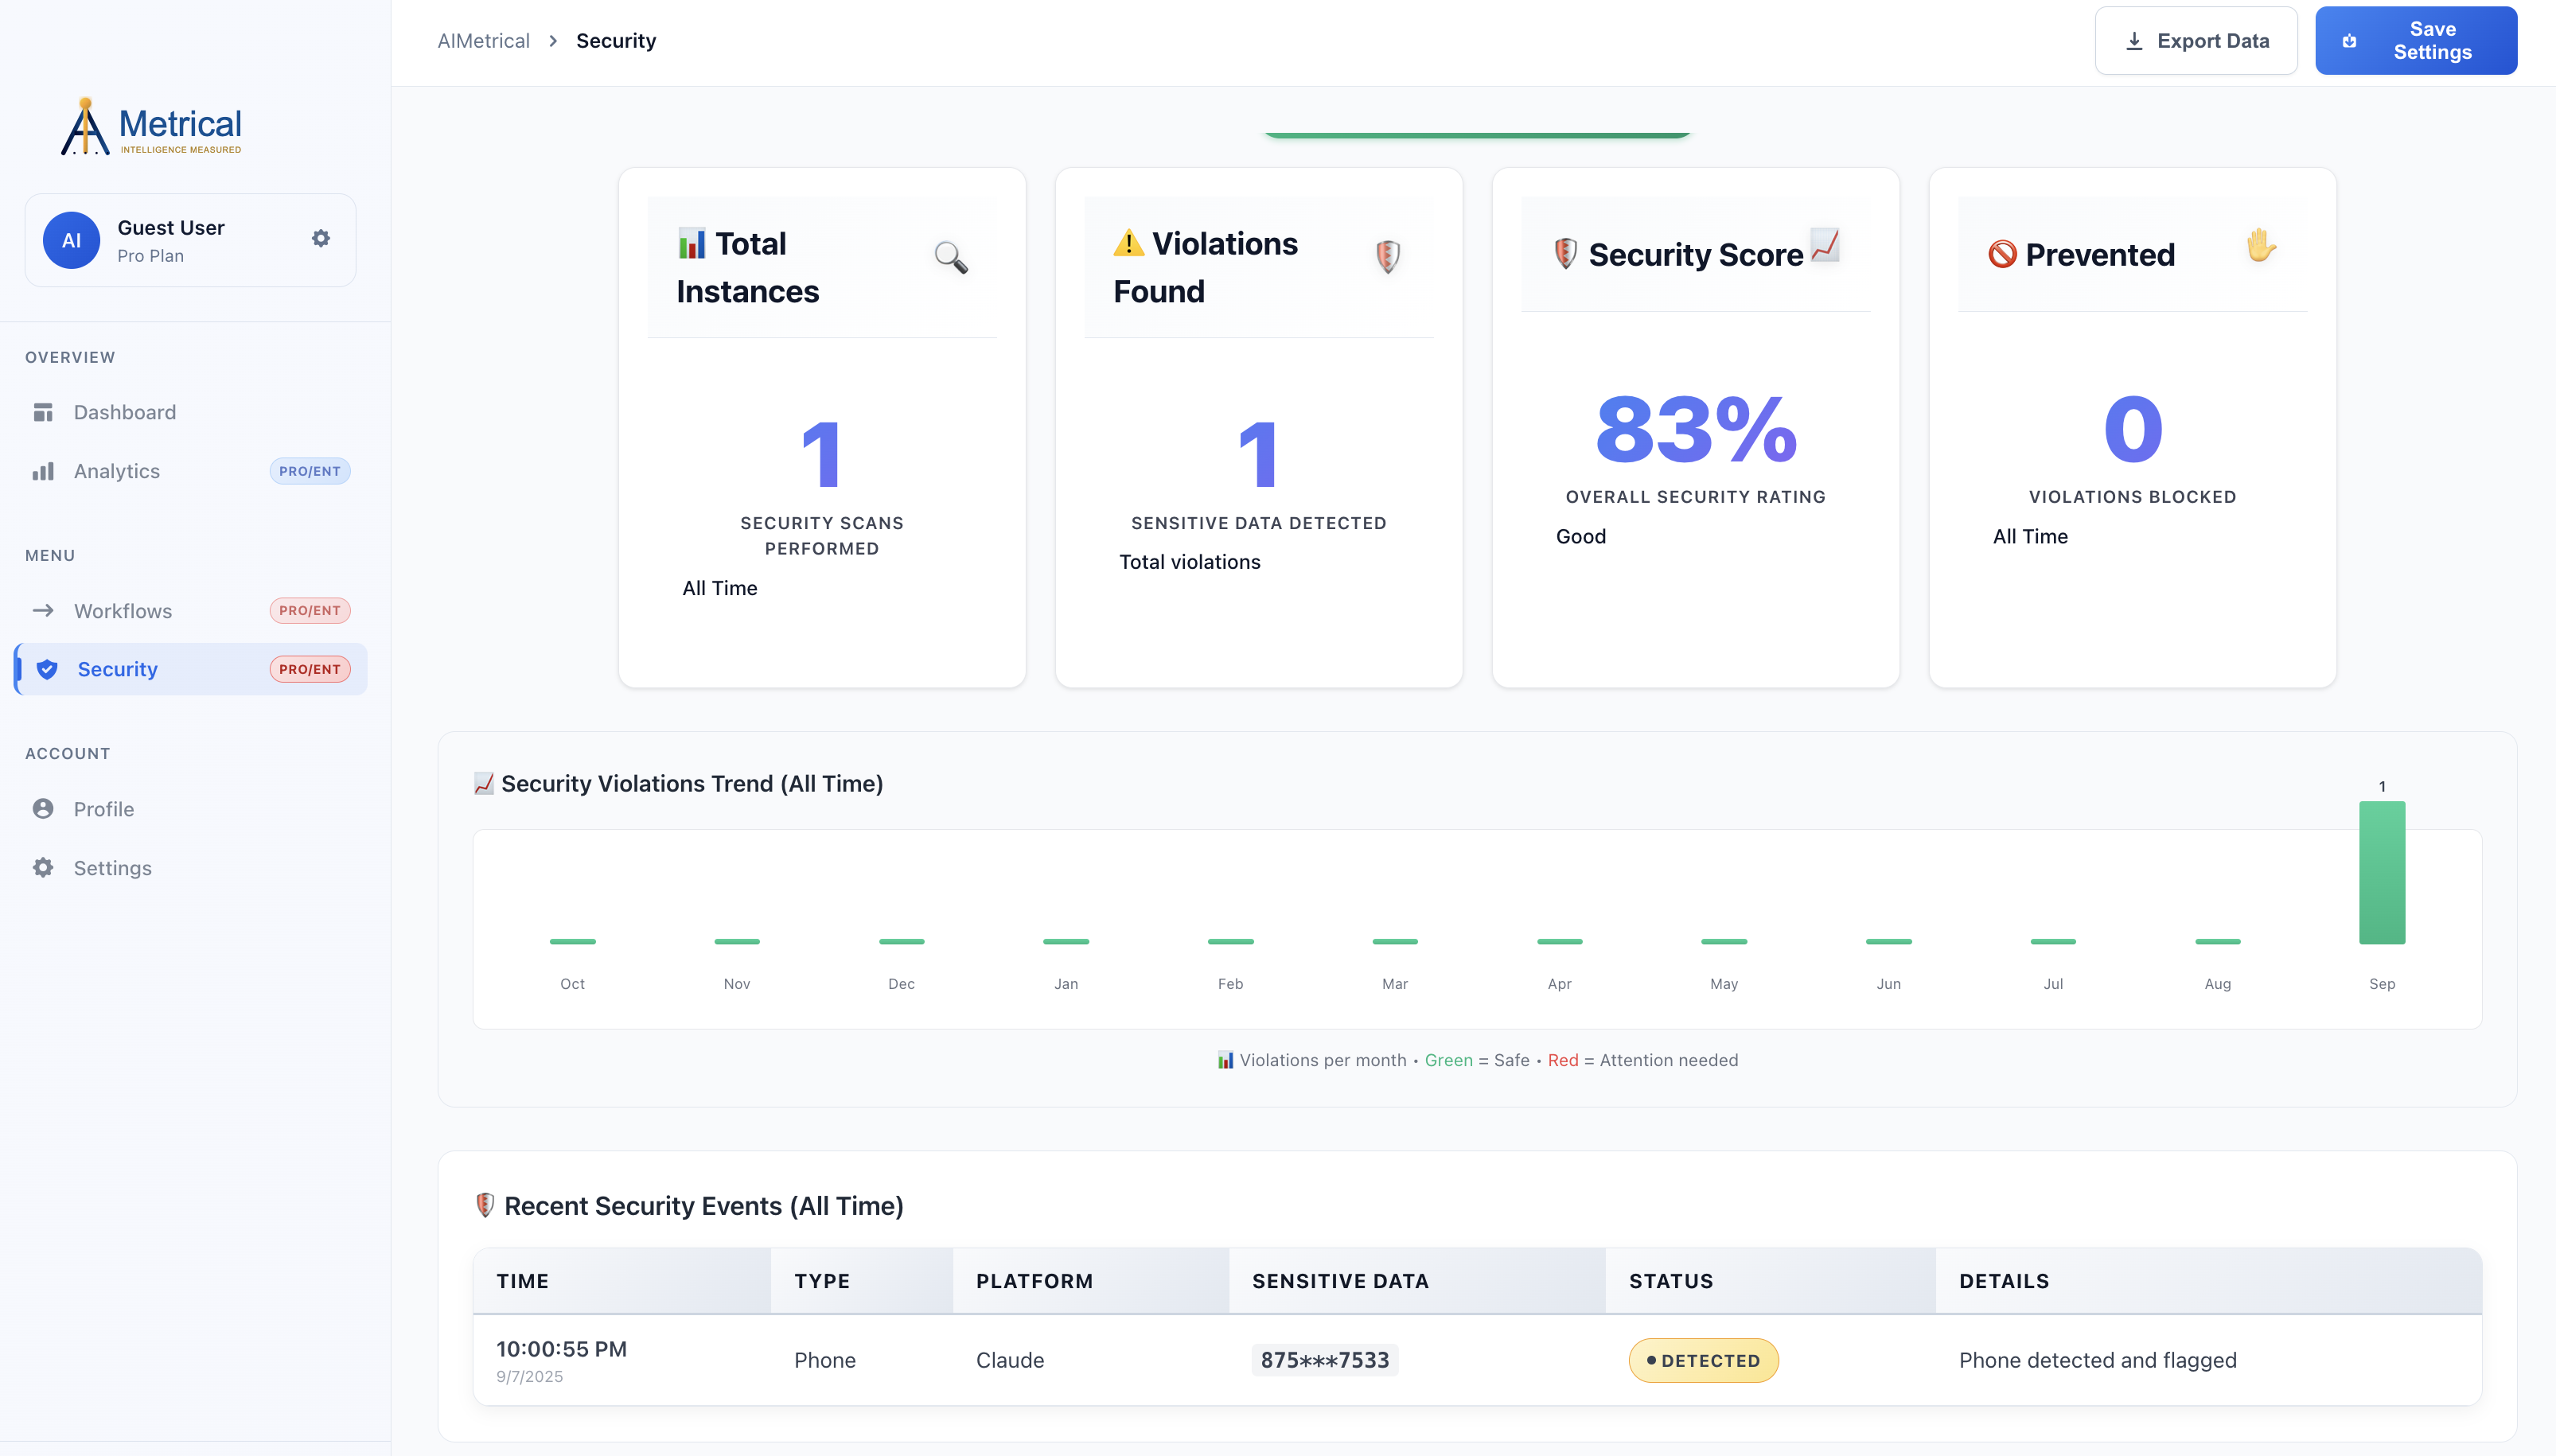 AIMetrical > Security
Export Data
Save
Settings
Metrical
INTELLIGENCE MEASURED
AI
Guest User
Pro Plan
OVERVIEW
Dashboard
Analytics PRO/ENT
MENU
Workflows PRO/ENT
Security PRO/ENT
ACCOUNT
Profile
Settings
Total
Instances
1
SECURITY SCANS
PERFORMED
All Time
Violations
Found
1
SENSITIVE DATA DETECTED
Total violations
Security Score
83%
OVERALL SECURITY RATING
Good
Prevented
0
VIOLATIONS BLOCKED
All Time
Security Violations Trend (All Time)
1
Oct Nov Dec Jan Feb Mar Apr May Jun Jul Aug Sep
Violations per month • Green = Safe • Red = Attention needed
Recent Security Events (All Time)
TIME TYPE PLATFORM SENSITIVE DATA STATUS DETAILS
10:00:55 PM Phone Claude 875***7533 DETECTED Phone detected and flagged
9/7/2025